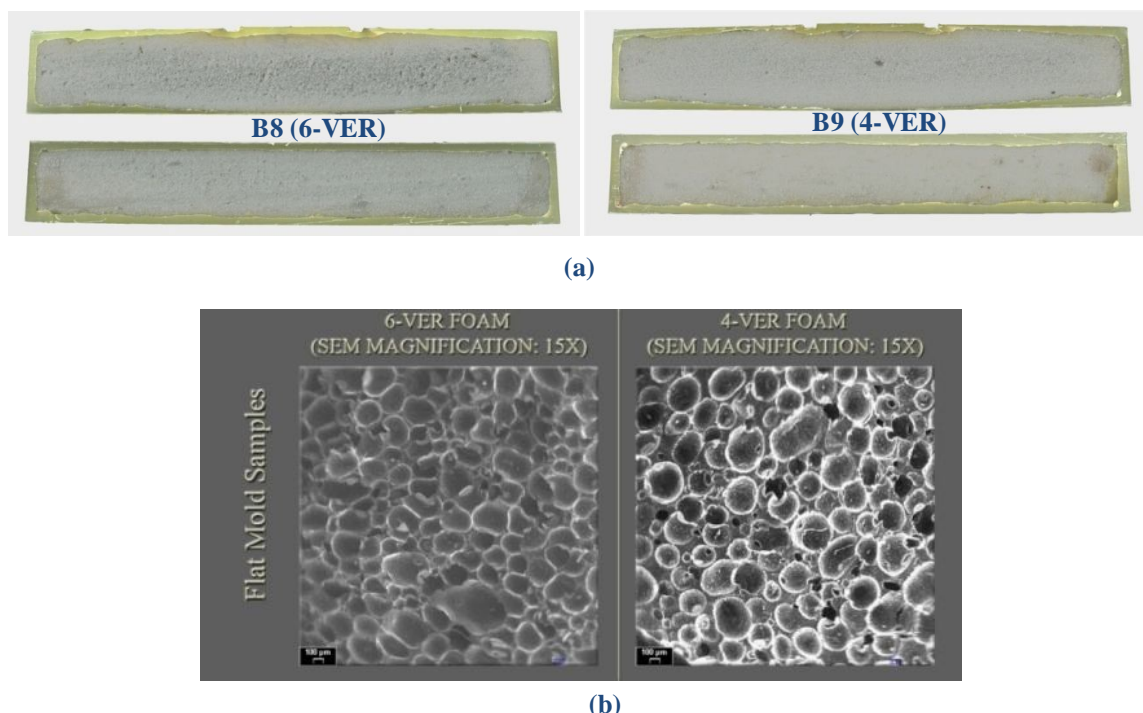 B8 (6-VER)
B9 (4-VER)
(a)
6-VER FOAM
(SEM MAGNIFICATION: 15X)
4-VER FOAM
(SEM MAGNIFICATION: 15X)
Flat Mold Samples
100 µm
100 µm
(b)